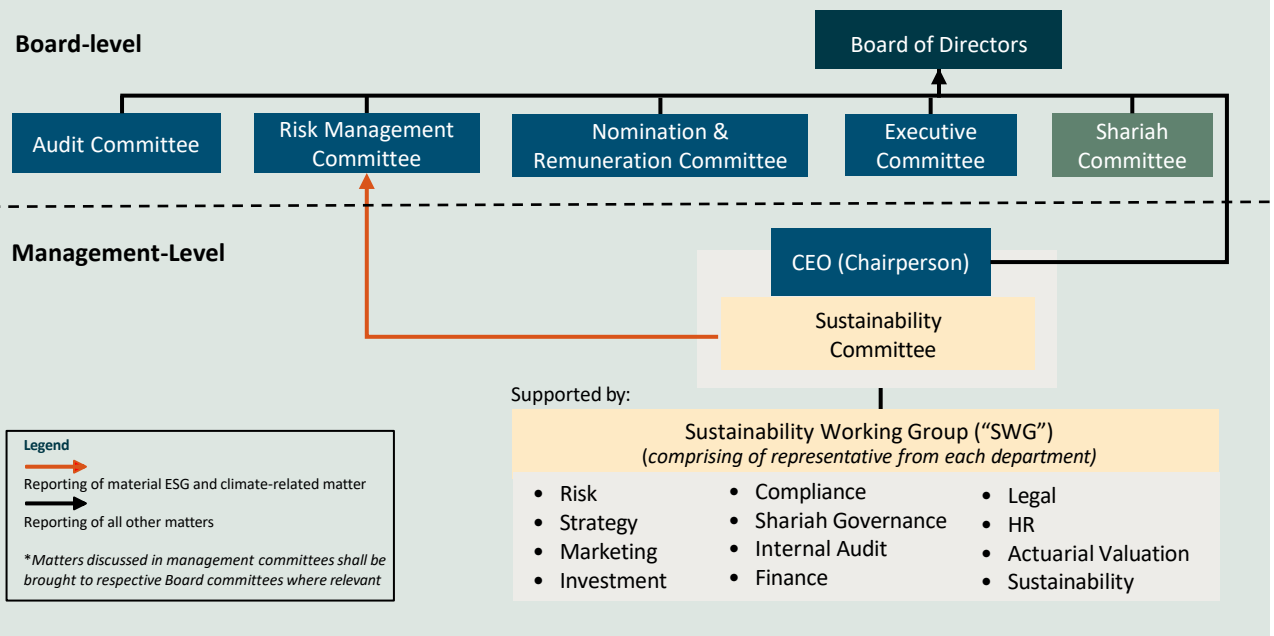 Board-level
Board of Directors
Audit Committee
Risk Management
Committee
Nomination &
Remuneration Committee
Executive
Committee
Shariah
Committee
Management-Level
CEO (Chairperson)
Sustainability
Committee
Supported by:
Sustainability Working Group (“SWG”)
(comprising of representative from each department)
• Risk
• Strategy
• Marketing
• Investment
• Compliance
• Shariah Governance
• Internal Audit
• Finance
• Legal
• HR
• Actuarial Valuation
• Sustainability
Legend
Reporting of material ESG and climate-related matter
Reporting of all other matters
*Matters discussed in management committees shall be
brought to respective Board committees where relevant